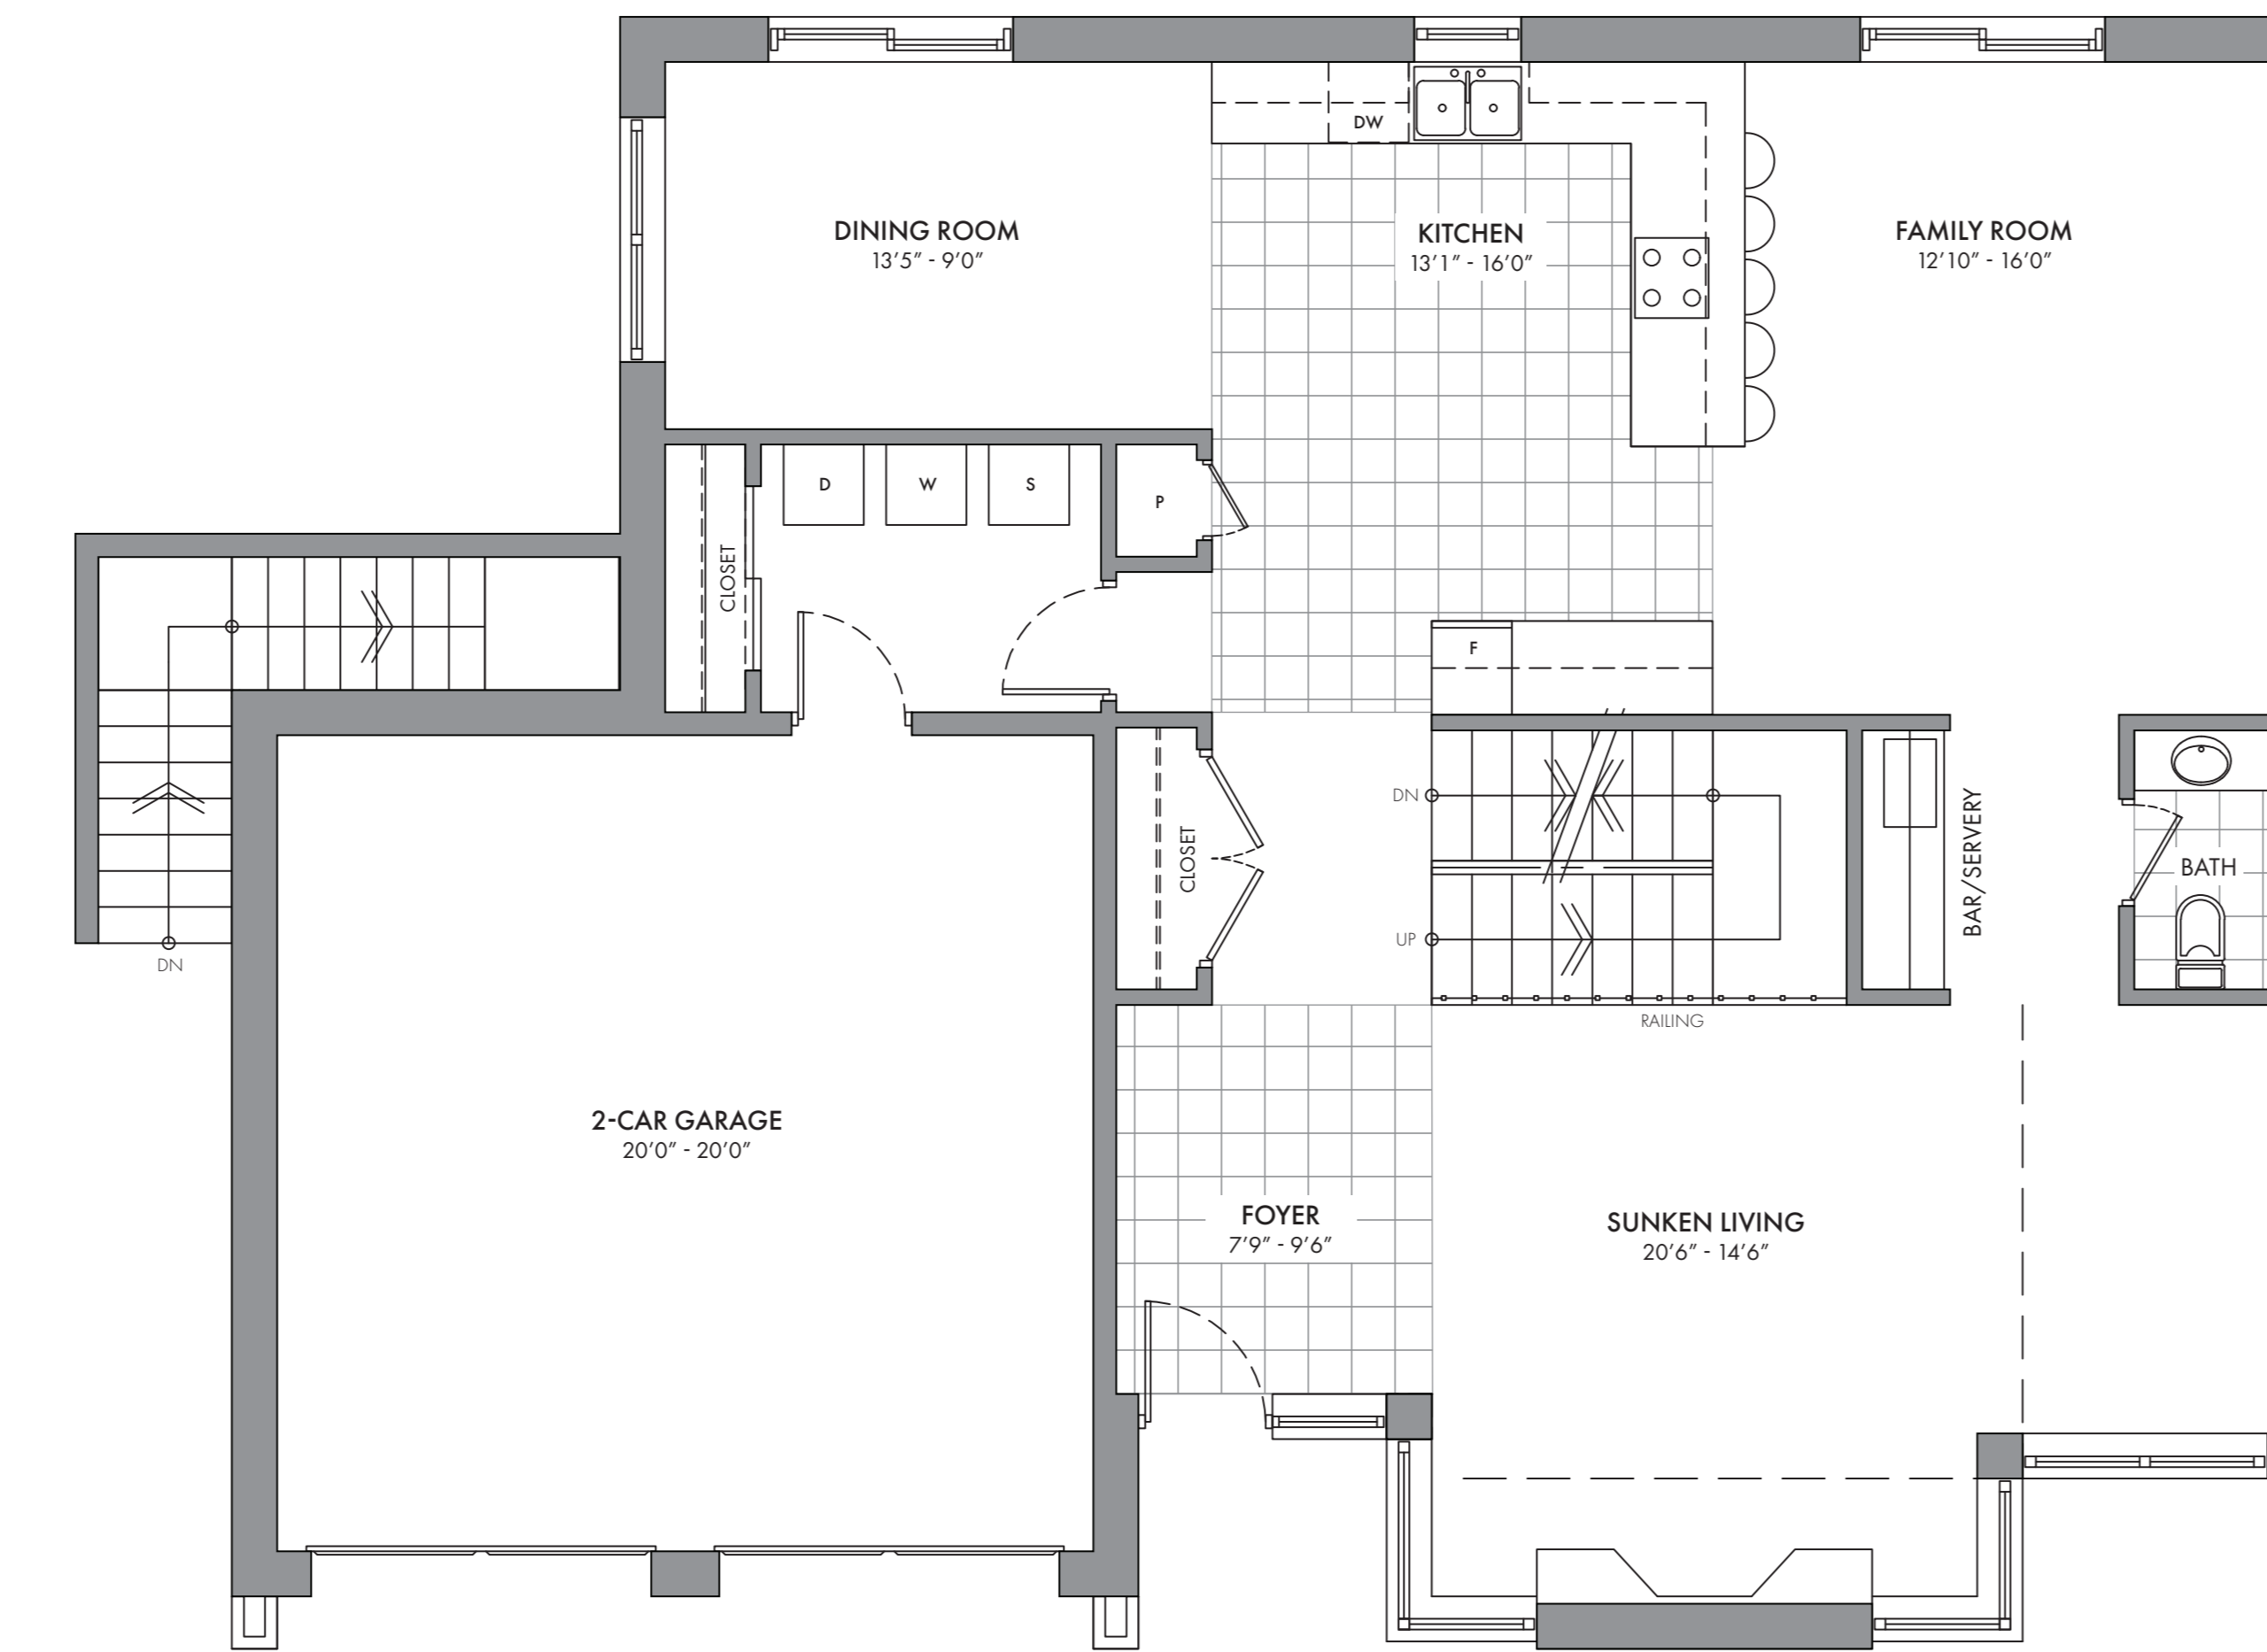 DW
DINING ROOM
13’5” - 9’0”
KITCHEN
13’1” - 16’0”
FAMILY ROOM
12’10” - 16’0”
D
W
S
P
CLOSET
F
DN
CLOSET
UP
BAR/SERVERY
BATH
DN
RAILING
2-CAR GARAGE
20’0” - 20’0”
FOYER
7’9” - 9’6”
SUNKEN LIVING
20’6” - 14’6”